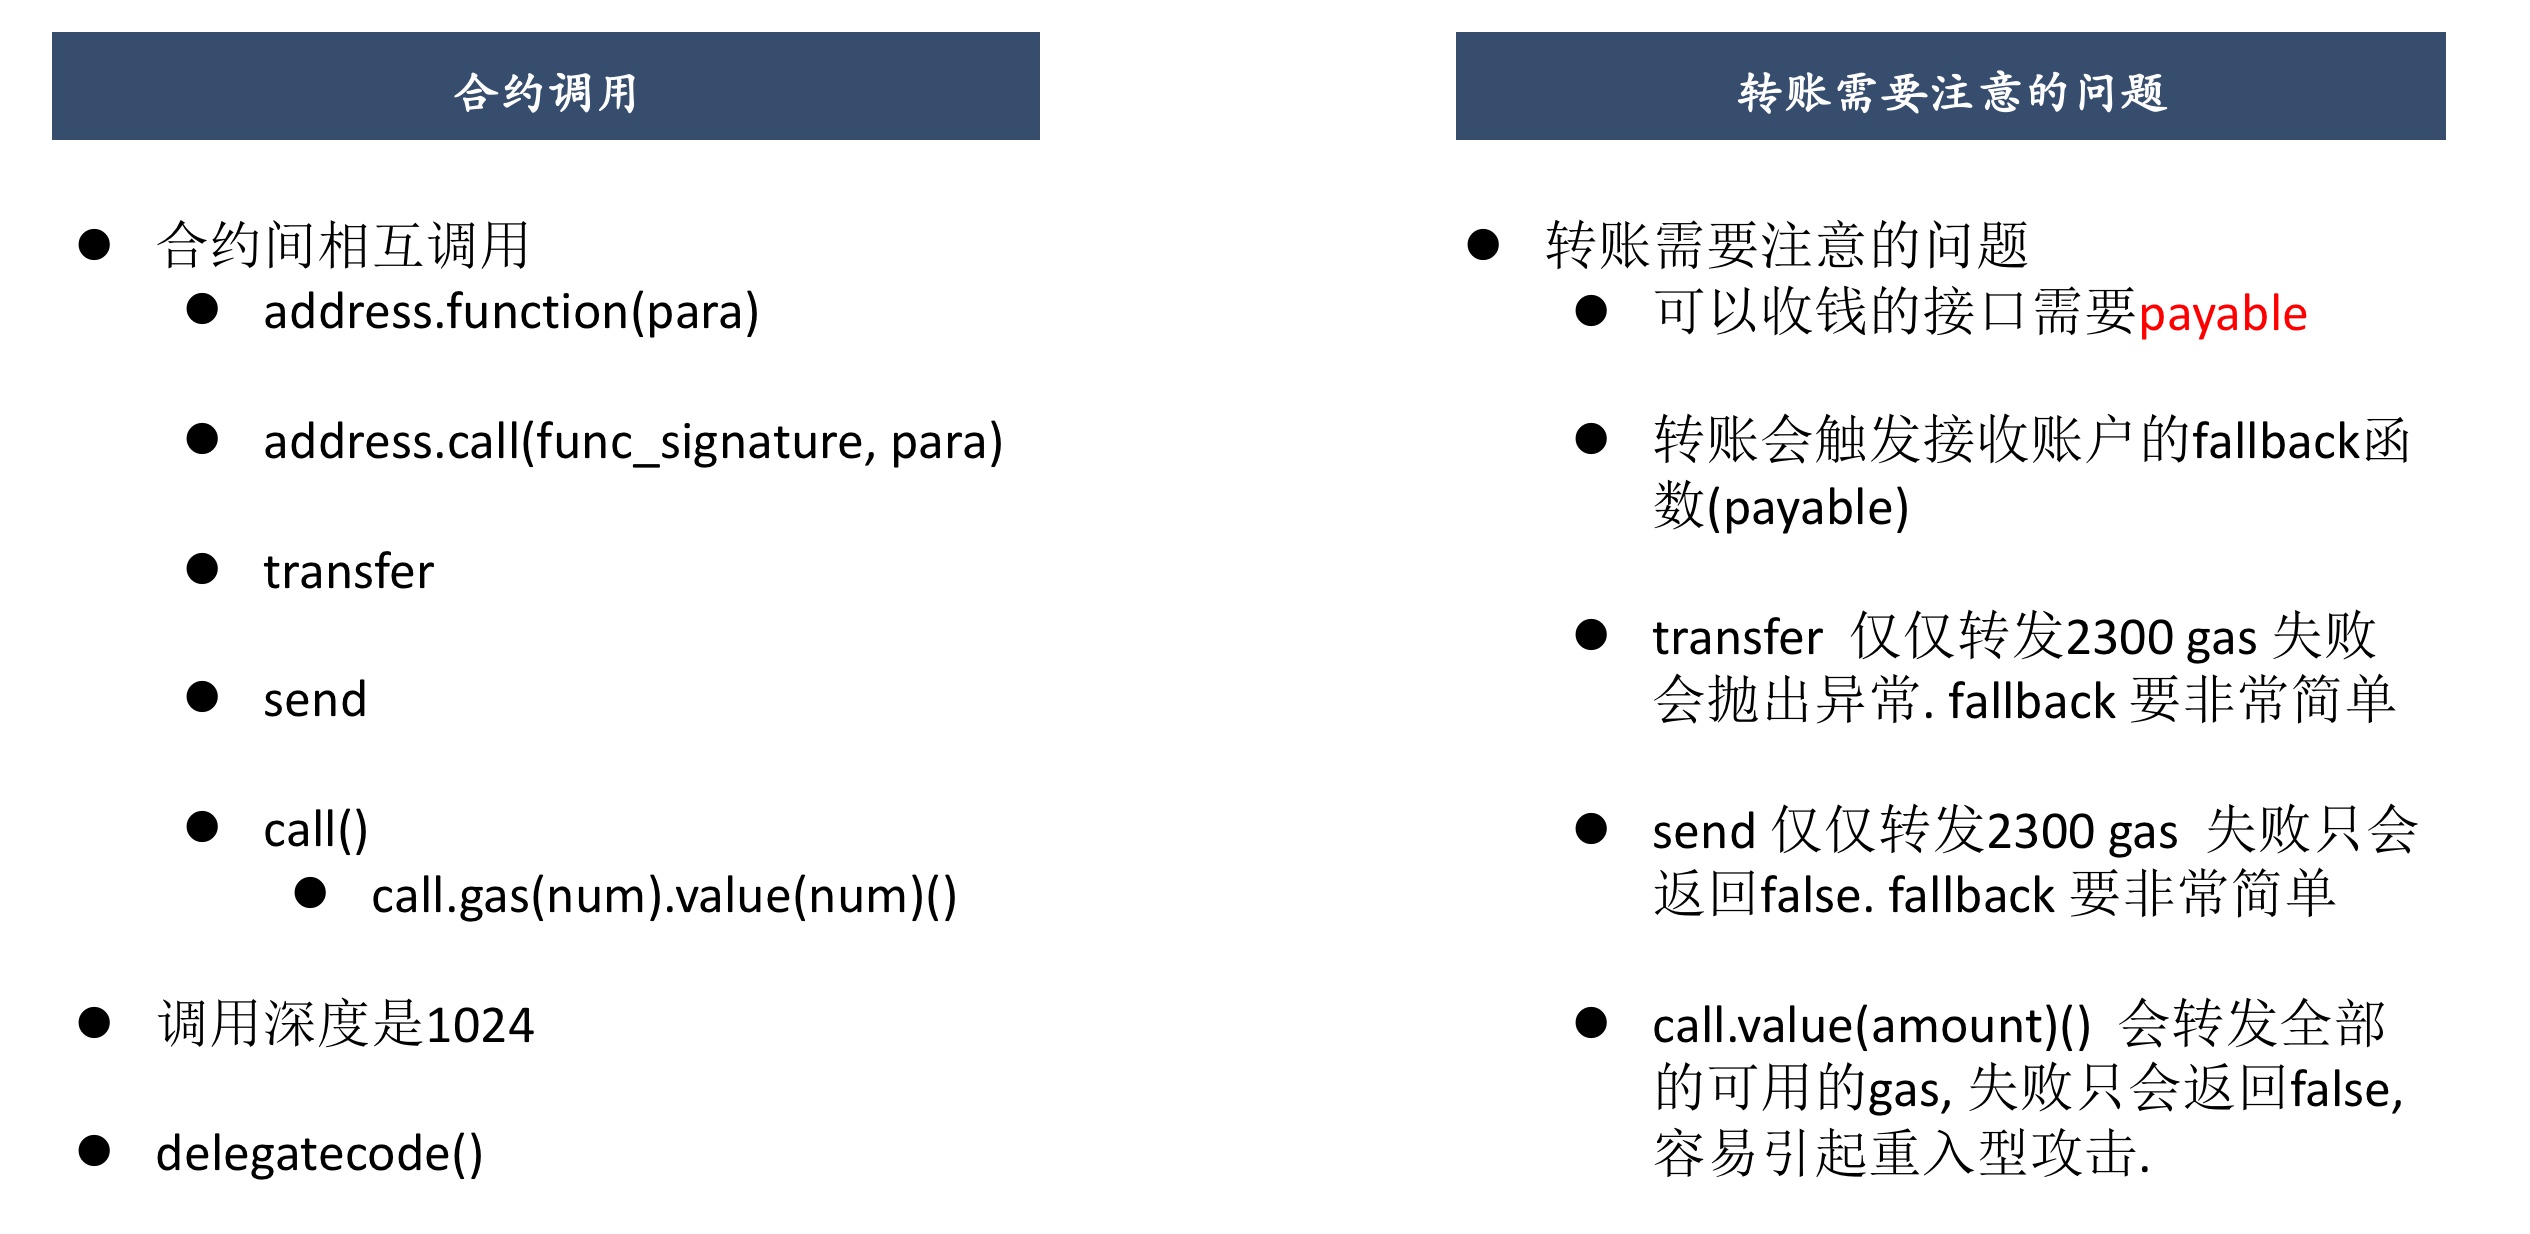 合约调用
合约间相互调用
address.function(para)
address.call(func_signature, para)
transfer
send
call()
call.gas(num).value(num)()
调用深度是1024
delegatecode()
转账需要注意的问题
转账需要注意的问题
可以收钱的接口需要payable
转账会触发接收账户的fallback函
数(payable)
transfer 仅仅转发2300 gas 失败
会抛出异常. fallback 要非常简单
send 仅仅转发2300 gas 失败只会
返回false. fallback 要非常简单
call.value(amount)() 会转发全部
的可用的gas, 失败只会返回false,
容易引起重入型攻击.